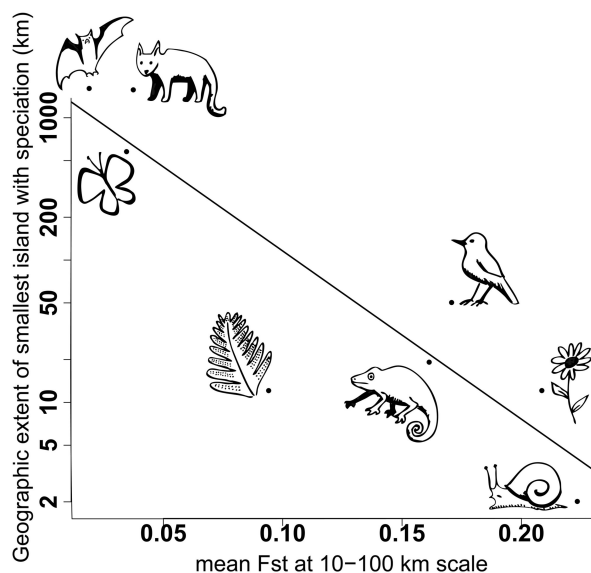 Geographic extent of smallest island with speciation (km)
1000
200
50
10
5
2
0.05 0.10 0.15 0.20
mean Fst at 10−100 km scale